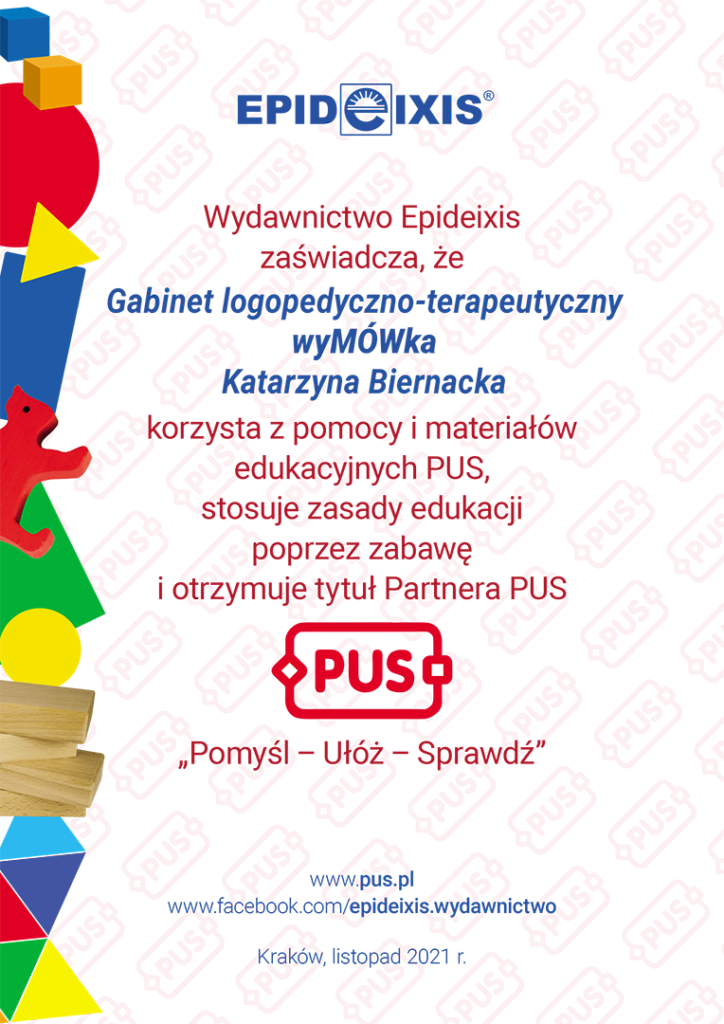 EPIDEIXIS®
Wydawnictwo Epideixis
zaświadcza, że
Gabinet logopedyczno-terapeutyczny
wyMÓWka
Katarzyna Biernacka
korzysta z pomocy i materiałów
edukacyjnych PUS,
stosuje zasady edukacji
poprzez zabawę
i otrzymuje tytuł Partnera PUS
PUS
„Pomyśl – Ułóż – Sprawdź”
www.pus.pl
www.facebook.com/epideixis.wydawnictwo
Kraków, listopad 2021 r.